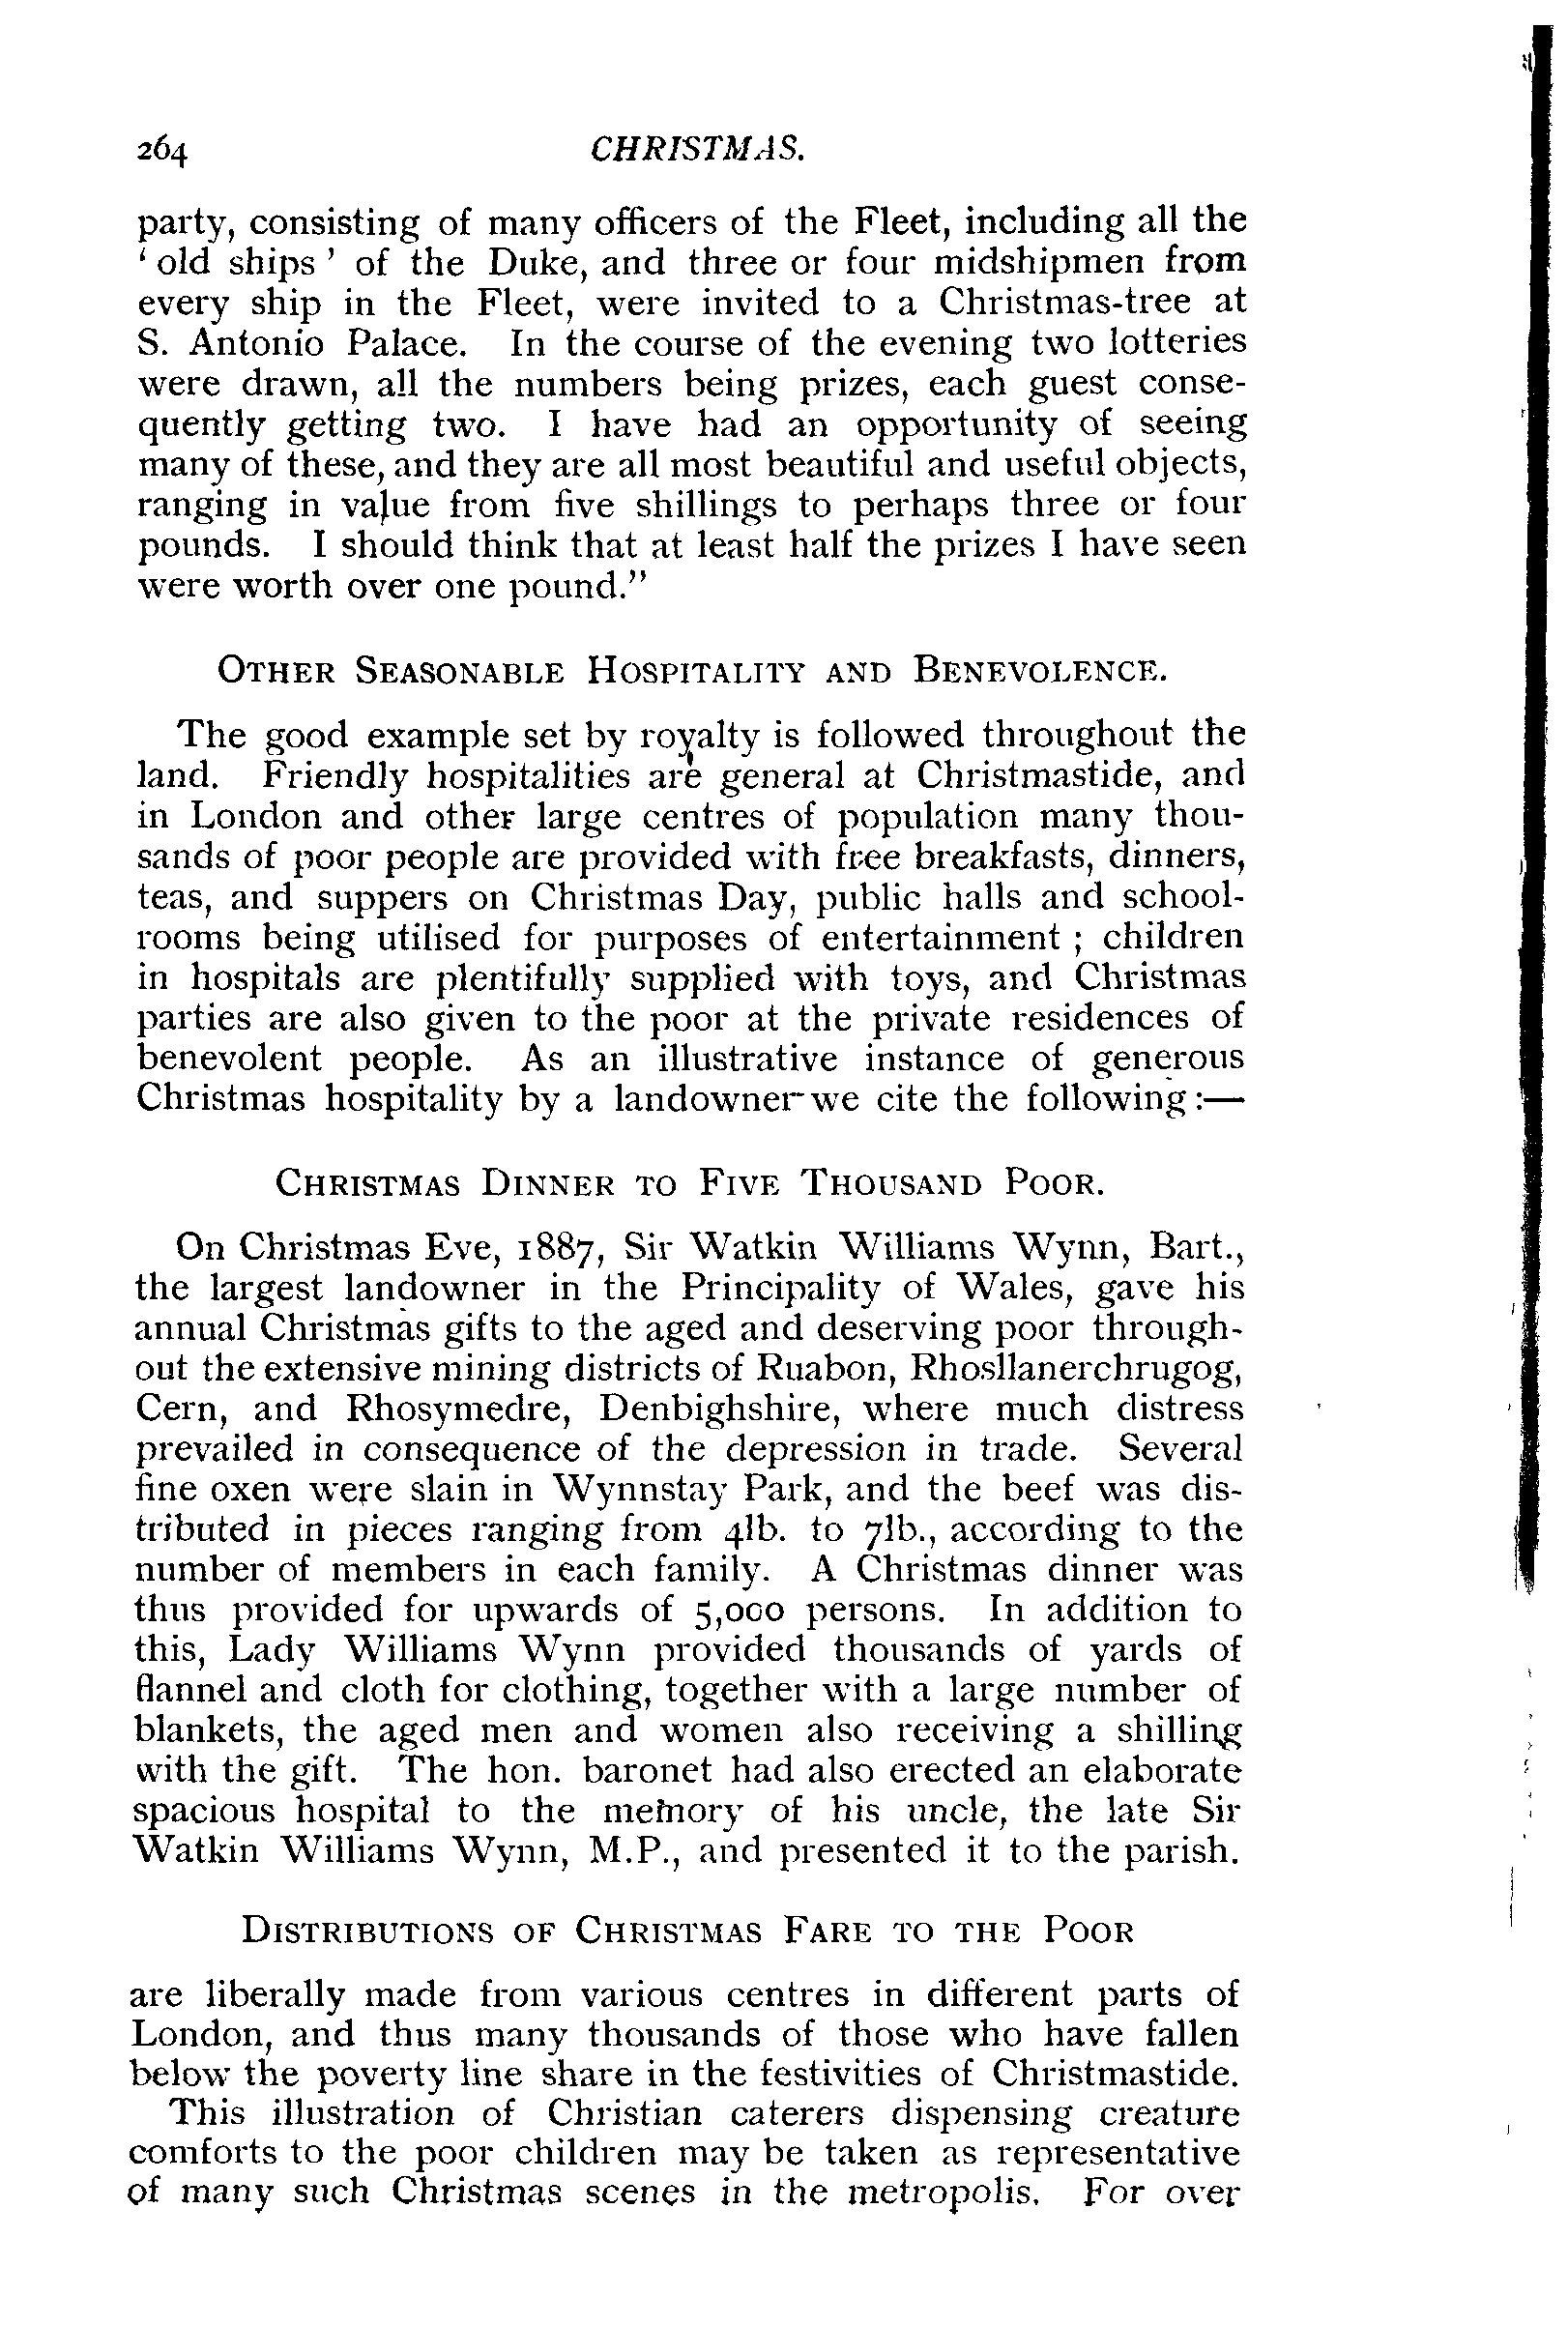 264 CHRISTMAS.
party, consisting of many officers of the Fleet, including all the
‘ old ships ’ of the Duke, and three or four midshipmen from
every ship in the Fleet, were invited to a Christmas-tree at
S. Antonio Palace. In the course of the evening two lotteries
were drawn, all the numbers being prizes, each guest conse-
quently getting two. I have had an opportunity of seeing
many of these, and they are all most beautiful and useful objects,
ranging in value from five shillings to perhaps three or four
pounds. I should think that at least half the prizes I have seen
were worth over one pound.”
OTHER SEASONABLE HOSPITALITY AND BENEVOLENCE.
The good example set by royalty is followed throughout the
land. Friendly hospitalities are general at Christmastide, and
in London and other large centres of population many thou-
sands of poor people are provided with free breakfasts, dinners,
teas, and suppers on Christmas Day, public halls and school-
rooms being utilised for purposes of entertainment ; children
in hospitals are plentifully supplied with toys, and Christmas
parties are also given to the poor at the private residences of
benevolent people. As an illustrative instance of generous
Christmas hospitality by a landowner we cite the following:—
CHRISTMAS DINNER TO FIVE THOUSAND POOR.
On Christmas Eve, 1887, Sir Watkin Williams Wynn, Bart.,
the largest landowner in the Principality of Wales, gave his
annual Christmas gifts to the aged and deserving poor through-
out the extensive mining districts of Ruabon, Rhosllanerchrugog,
Cern, and Rhosymedre, Denbighshire, where much distress
prevailed in consequence of the depression in trade. Several
fine oxen were slain in Wynnstay Park, and the beef was dis-
tributed in pieces ranging from 4lb. to 7lb., according to the
number of members in each family. A Christmas dinner was
thus provided for upwards of 5,000 persons. In addition to
this, Lady Williams Wynn provided thousands of yards of
flannel and cloth for clothing, together with a large number of
blankets, the aged men and women also receiving a shilling
with the gift. The hon. baronet had also erected an elaborate
spacious hospital to the memory of his uncle, the late Sir
Watkin Williams Wynn, M.P., and presented it to the parish.
DISTRIBUTIONS OF CHRISTMAS FARE TO THE POOR
are liberally made from various centres in different parts of
London, and thus many thousands of those who have fallen
below the poverty line share in the festivities of Christmastide.
This illustration of Christian caterers dispensing creature
comforts to the poor children may be taken as representative
of many such Christmas scenes in the metropolis. For over